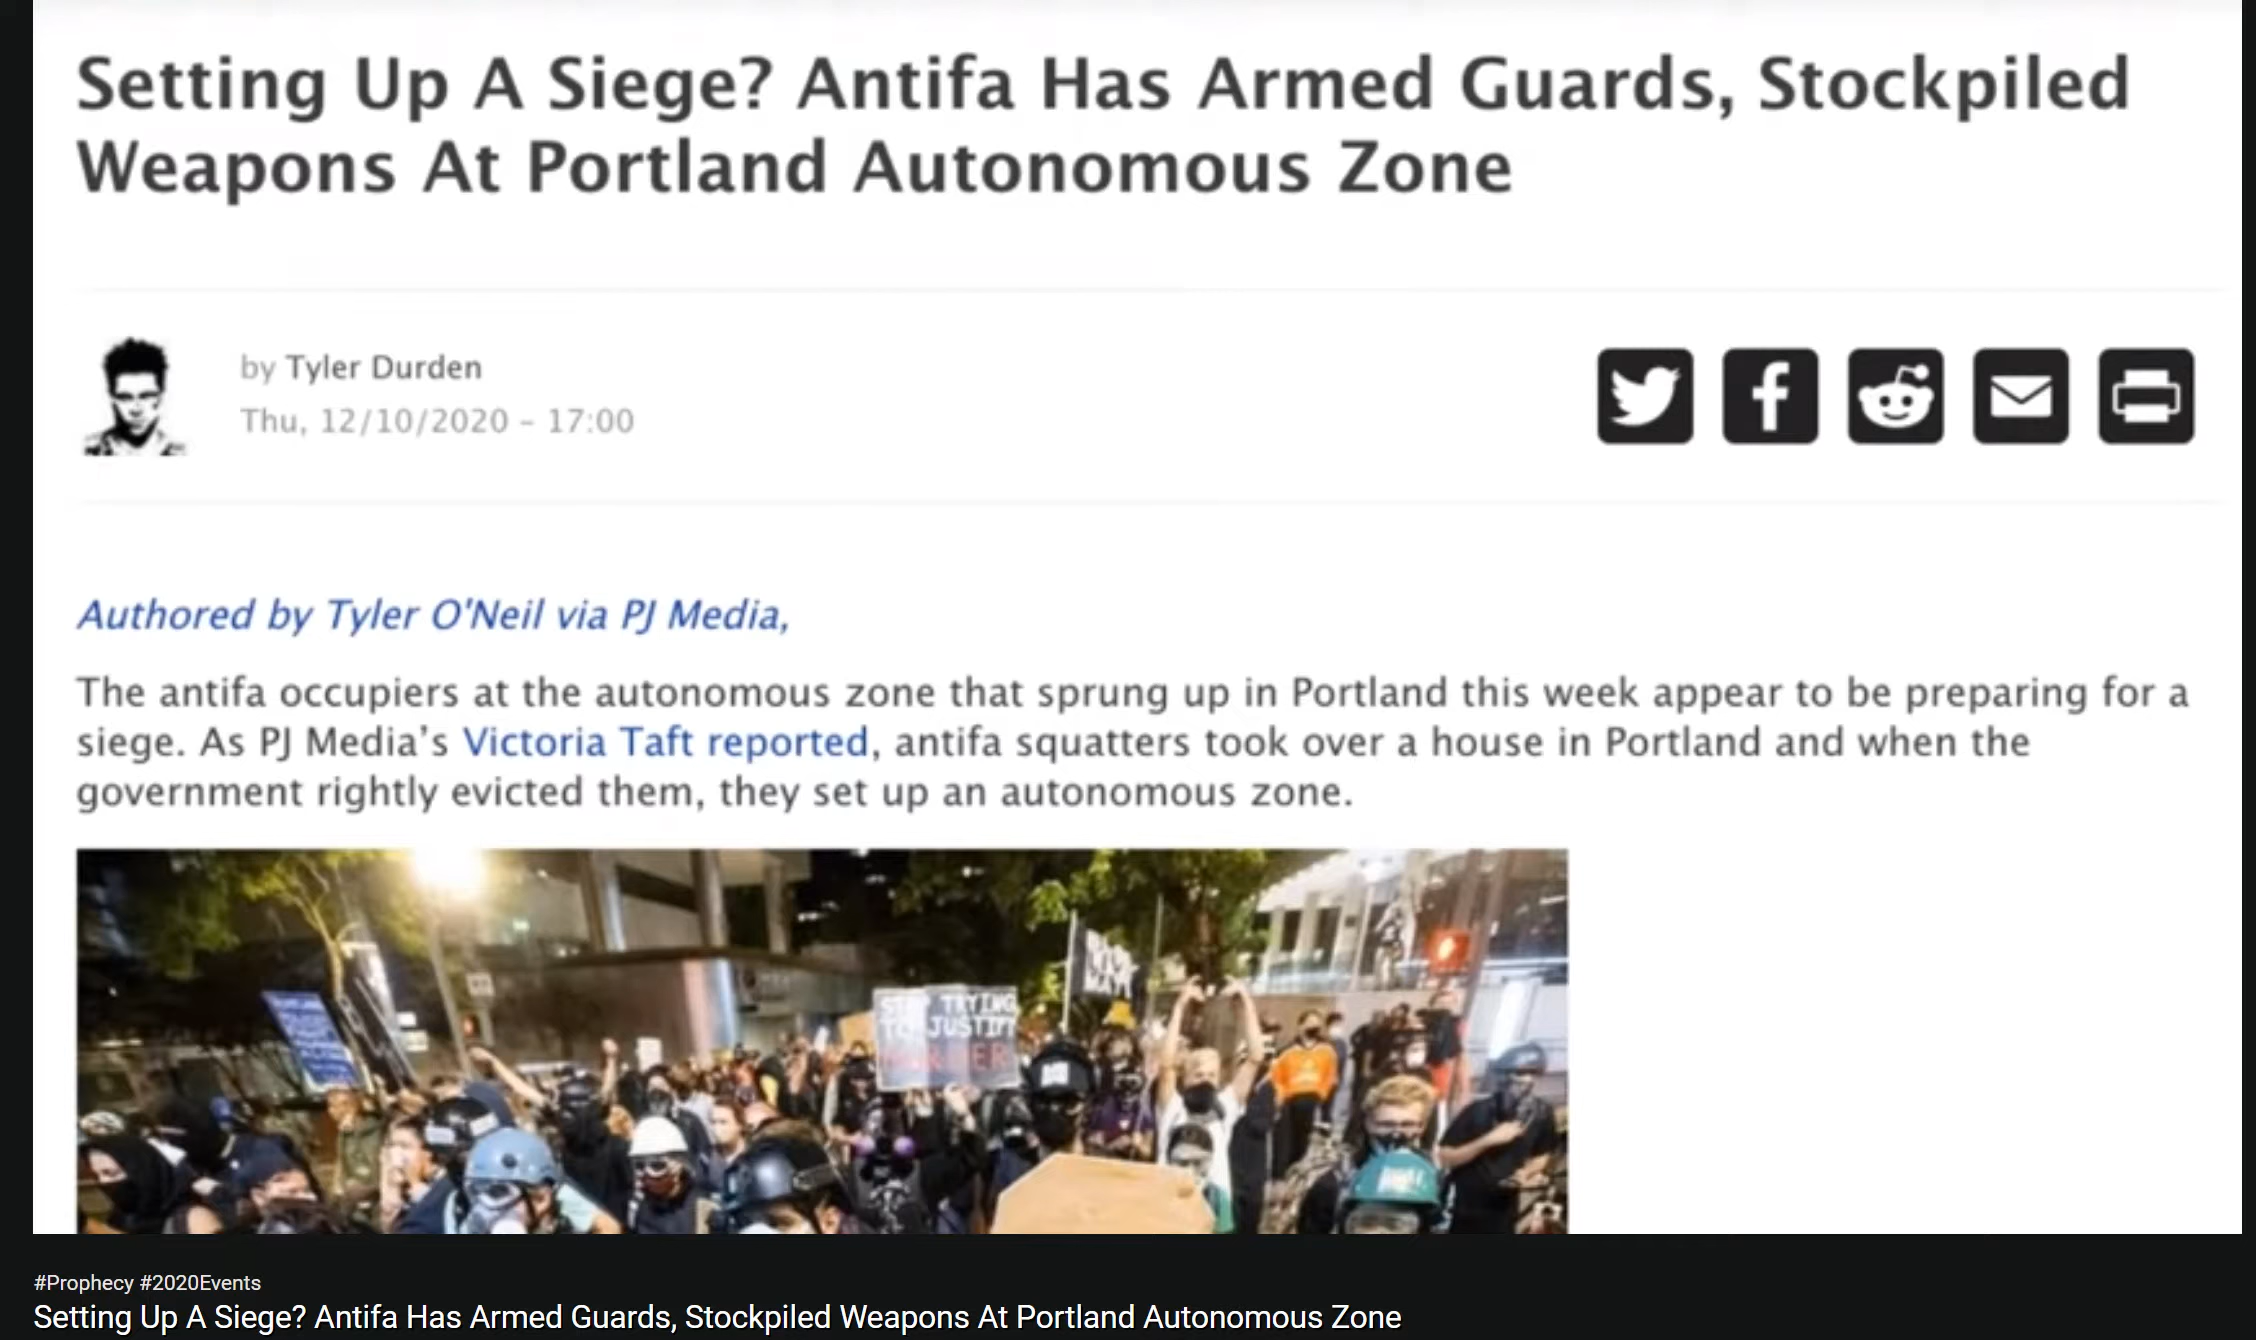 Setting Up A Siege? Antifa Has Armed Guards, Stockpiled
Weapons At Portland Autonomous Zone
by Tyler Durden
Thu, 12/10/2020 – 17:00
Authored by Tyler O'Neil via PJ Media,
The antifa occupiers at the autonomous zone that sprung up in Portland this week appear to be preparing for a
siege. As PJ Media’s Victoria Taft reported, antifa squatters took over a house in Portland and when the
government rightly evicted them, they set up an autonomous zone.
TRYING
JUSTIFY
#Prophecy #2020Events
Setting Up A Siege? Antifa Has Armed Guards, Stockpiled Weapons At Portland Autonomous Zone